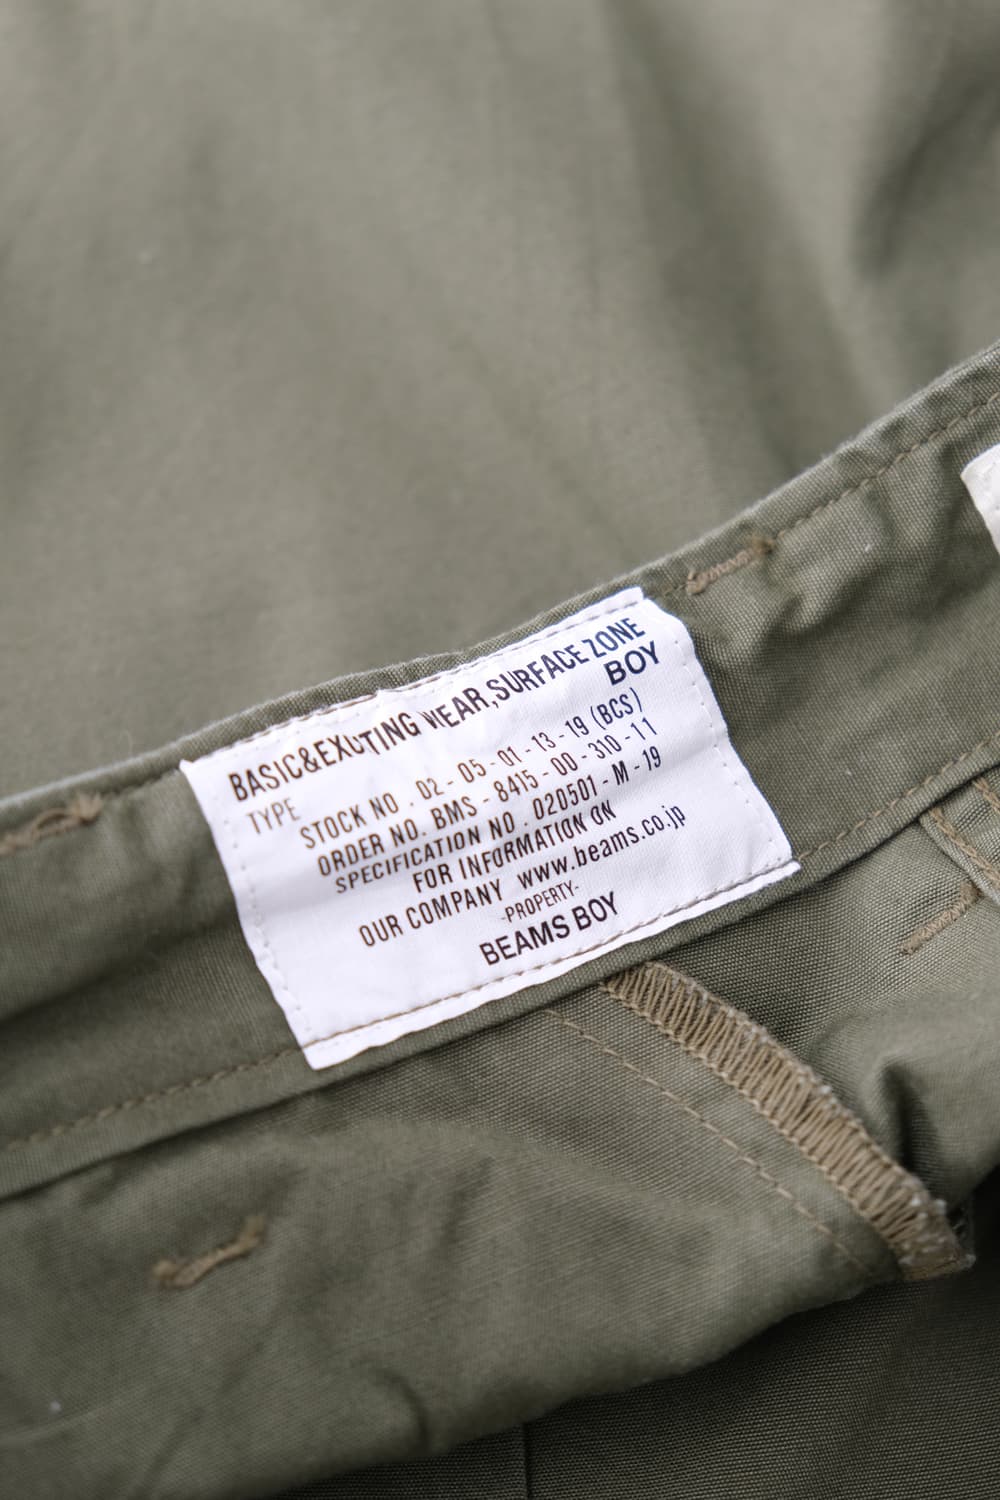 BASIC&EXCUTING WEAR,SURFACE ZONE
TYPE BOY
STOCK NO . 02 - 05 - 01 - 13 - 19 (BCS)
ORDER NO. BMS - 8415 - 00 - 310 - 11
SPECIFICATION NO . 020501 - M - 19
FOR INFORMATION ON
OUR COMPANY www.beams.co.jp
-PROPERTY-
BEAMS BOY